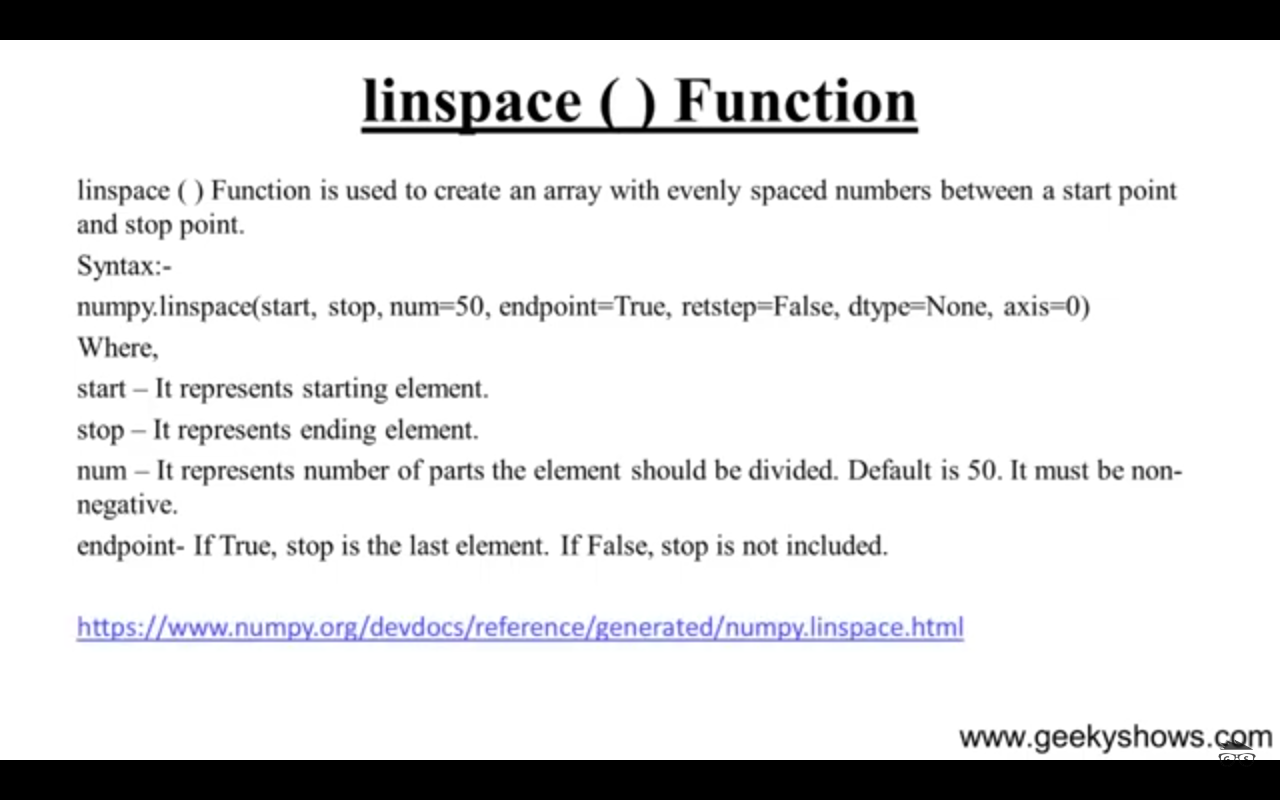 linspace ( ) Function
linspace ( ) Function is used to create an array with evenly spaced numbers between a start point
and stop point.
Syntax:-
numpy.linspace(start, stop, num=50, endpoint=True, retstep=False, dtype=None, axis=0)
Where,
start – It represents starting element.
stop – It represents ending element.
num – It represents number of parts the element should be divided. Default is 50. It must be non-
negative.
endpoint- If True, stop is the last element. If False, stop is not included.
https://www.numpy.org/devdocs/reference/generated/numpy.linspace.html
www.geekyshows.com
G S